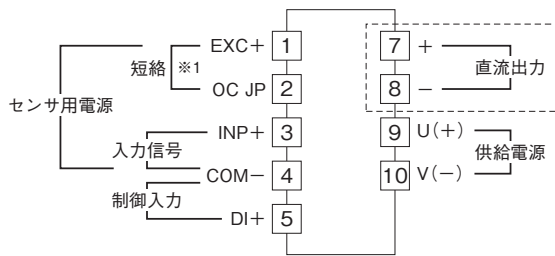 EXC+ 1
短絡 ※1
OC JP 2
センサ用電源
INP+ 3
入力信号
COM− 4
制御入力
DI+ 5
7 +
直流出力
8 −
9 U(+)
供給電源
10 V(−)